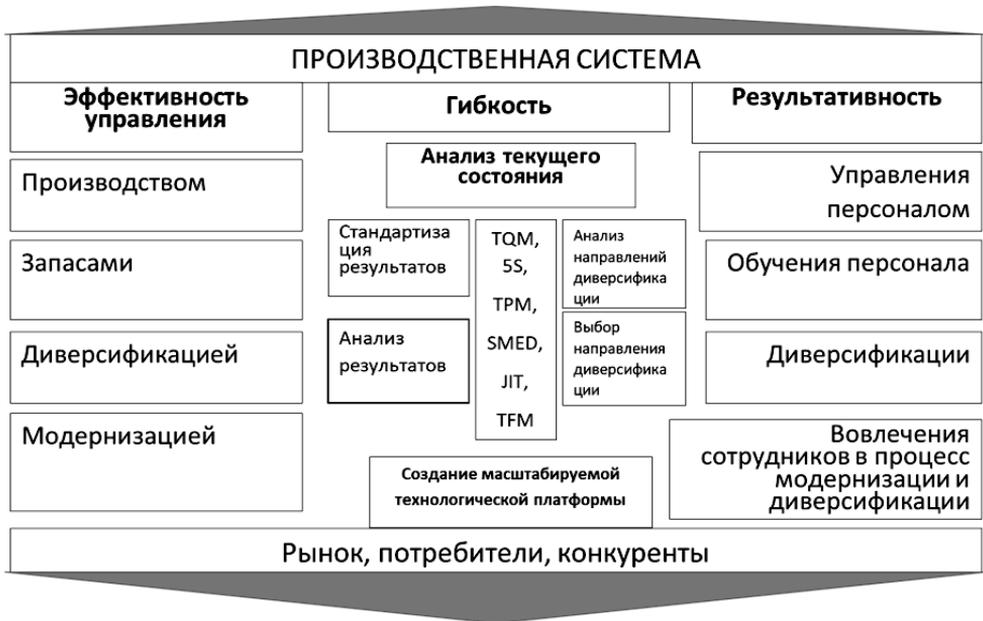 ПРОИЗВОДСТВЕННАЯ СИСТЕМА
Эффективность
управления
Производством
Запасами
Диверсификацией
Модернизацией
Гибкость
Анализ текущего
состояния
Стандартиза
ция
результатов
Анализ
результатов
TQM,
5S,
TPM,
SMED,
JIT,
TFM
Анализ
направлений
диверсифика
ции
Выбор
направления
диверсифика
ции
Создание масштабируемой
технологической платформы
Результативность
Управления
персоналом
Обучения персонала
Диверсификации
Вовлечения
сотрудников в процесс
модернизации и
диверсификации
Рынок, потребители, конкуренты